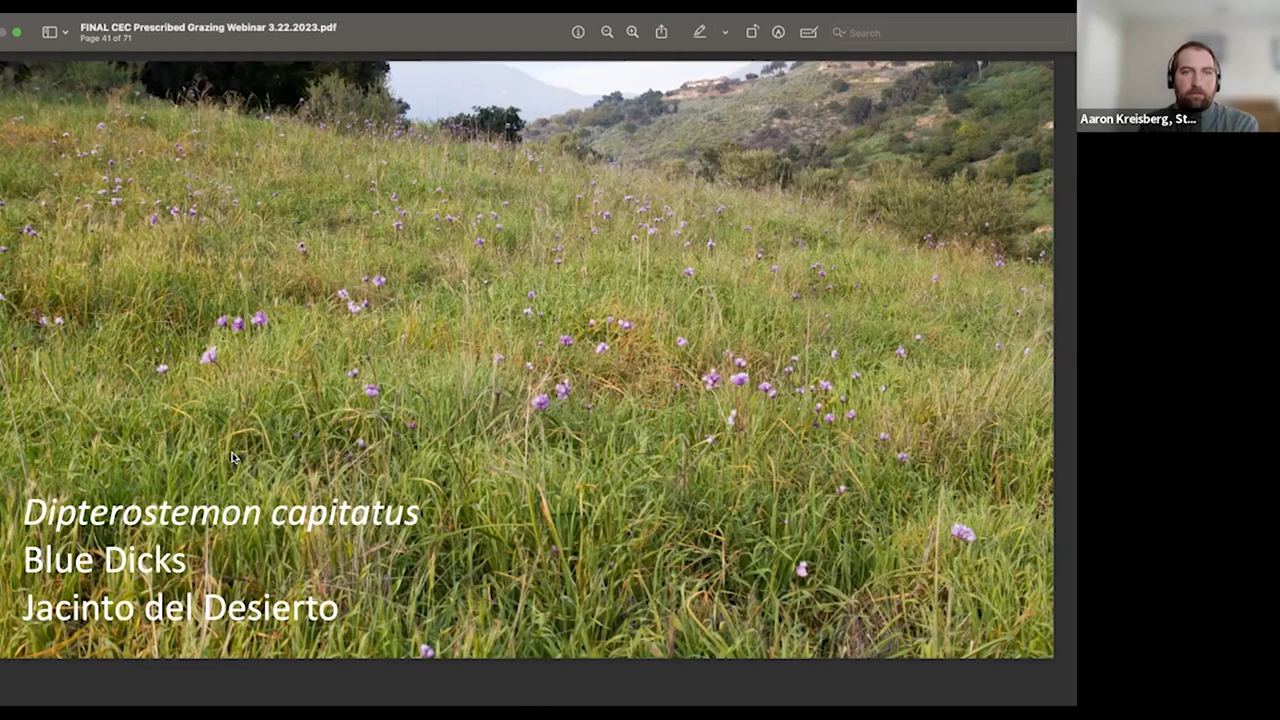 FINAL CEC Prescribed Grazing Webinar 3.22.2023.pdf
Page 41 of 71
Search
Aaron Kreisberg, St...
Dipterostemon capitatus
Blue Dicks
Jacinto del Desierto